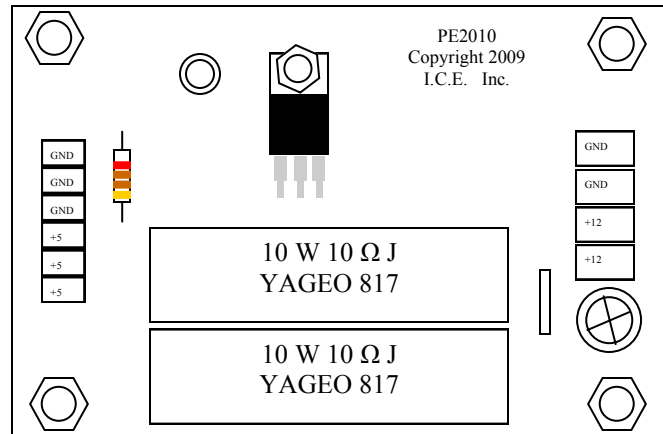 PE2010
Copyright 2009
I.C.E. Inc.
GND
GND
GND
+5
+5
+5
GND
GND
+12
+12
10 W 10 Ω J
YAGEO 817
10 W 10 Ω J
YAGEO 817